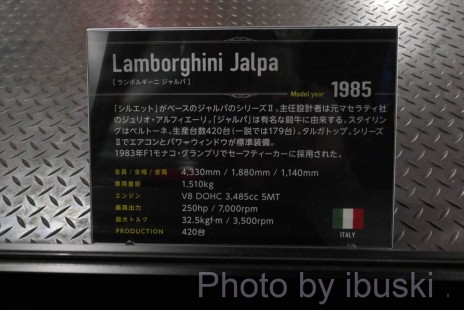 Lamborghini Jalpa
[ランボルギーニ ジャルパ]
Model year 1985
「シルエット」がベースのジャルパのシリーズⅡ。主任設計者は元マセラティ社
のジュリオ・アルフィエーリ。「ジャルパ」は有名な闘牛に由来する。スタイリン
グはベルトーネ。生産台数420台(一説では179台)。タルガトップ。シリーズ
Ⅱでエアコンとパワーウィンドウが標準装備。
1983年F1モナコ・グランプリでセーフティーカーに採用された。
全長 / 全幅 / 全高 4,330mm / 1,880mm / 1,140mm
車両重量 1,510kg
エンジン V8 DOHC 3,485cc 5MT
最高出力 250hp / 7,000rpm
最大トルク 32.5kgf·m / 3,500rpm
PRODUCTION 420台
ITALY
Photo by ibuski .